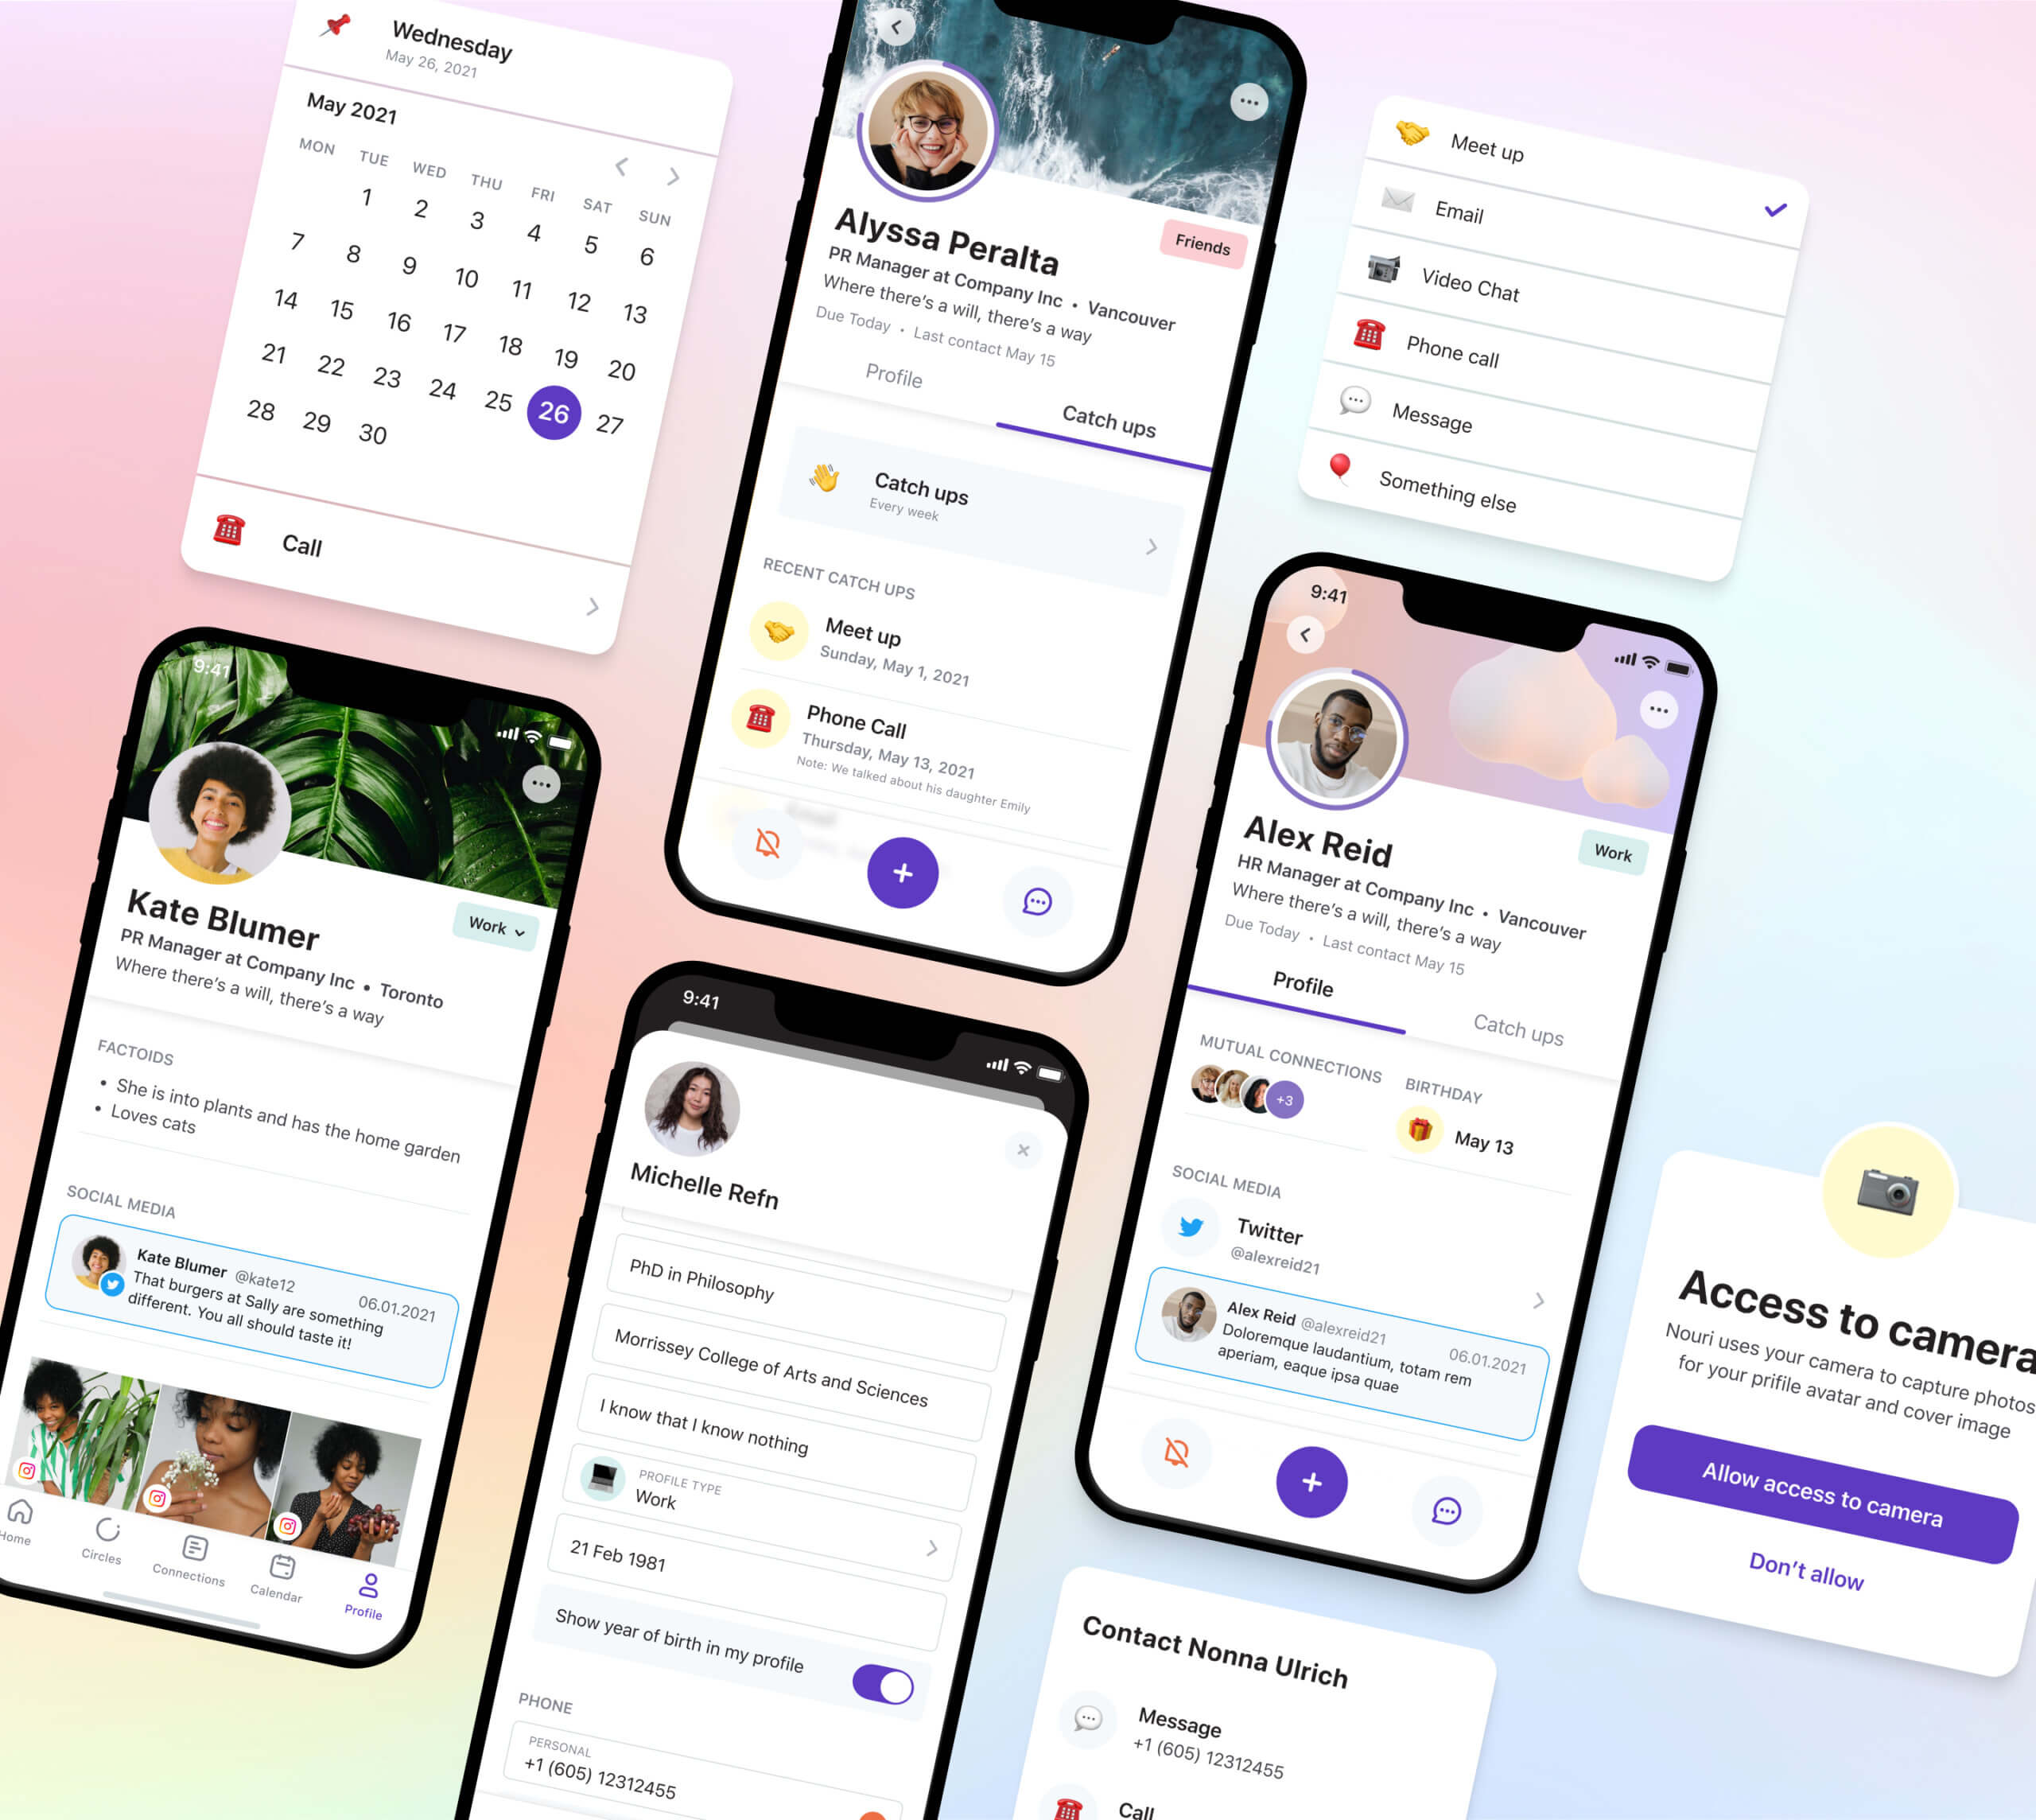 Wednesday
May 26, 2021
May 2021
MON TUE WED THU FRI SAT SUN
1 2 3 4 5 6
7 8 9 10 11 12 13
14 15 16 17 18 19 20
21 22 23 24 25 26 27
28 29 30
Call
Alyssa Peralta
Friends
PR Manager at Company Inc • Vancouver
Where there's a will, there's a way
Due Today • Last contact May 15
Profile
Catch ups
Catch ups
Every week
RECENT CATCH UPS
Meet up
Sunday, May 1, 2021
Phone Call
Thursday, May 13, 2021
Note: We talked about his daughter Emily
Meet up
Email
Video Chat
Phone call
Message
Something else
9:41
Kate Blumer
Work
PR Manager at Company Inc • Toronto
Where there's a will, there's a way
FACTOIDS
• She is into plants and has the home garden
• Loves cats
SOCIAL MEDIA
Kate Blumer @kate12
06.01.2021
That burgers at Sally are something
different. You all should taste it!
Home
Circles
Connections
Calendar
Profile
9:41
Michelle Refn
PhD in Philosophy
Morrissey College of Arts and Sciences
I know that I know nothing
PROFILE TYPE
Work
21 Feb 1981
Show year of birth in my profile
PHONE
PERSONAL
+1 (605) 12312455
9:41
Alex Reid
Work
HR Manager at Company Inc • Vancouver
Where there's a will, there's a way
Due Today • Last contact May 15
Profile
Catch ups
MUTUAL CONNECTIONS
+3
BIRTHDAY
May 13
SOCIAL MEDIA
Twitter
@alexreid21
Alex Reid @alexreid21
06.01.2021
Doloremque laudantium, totam rem
aperiam, eaque ipsa quae
Access to camera
Nouri uses your camera to capture photos
for your prifile avatar and cover image
Allow access to camera
Don't allow
Contact Nonna Ulrich
Message
+1 (605) 12312455
Call